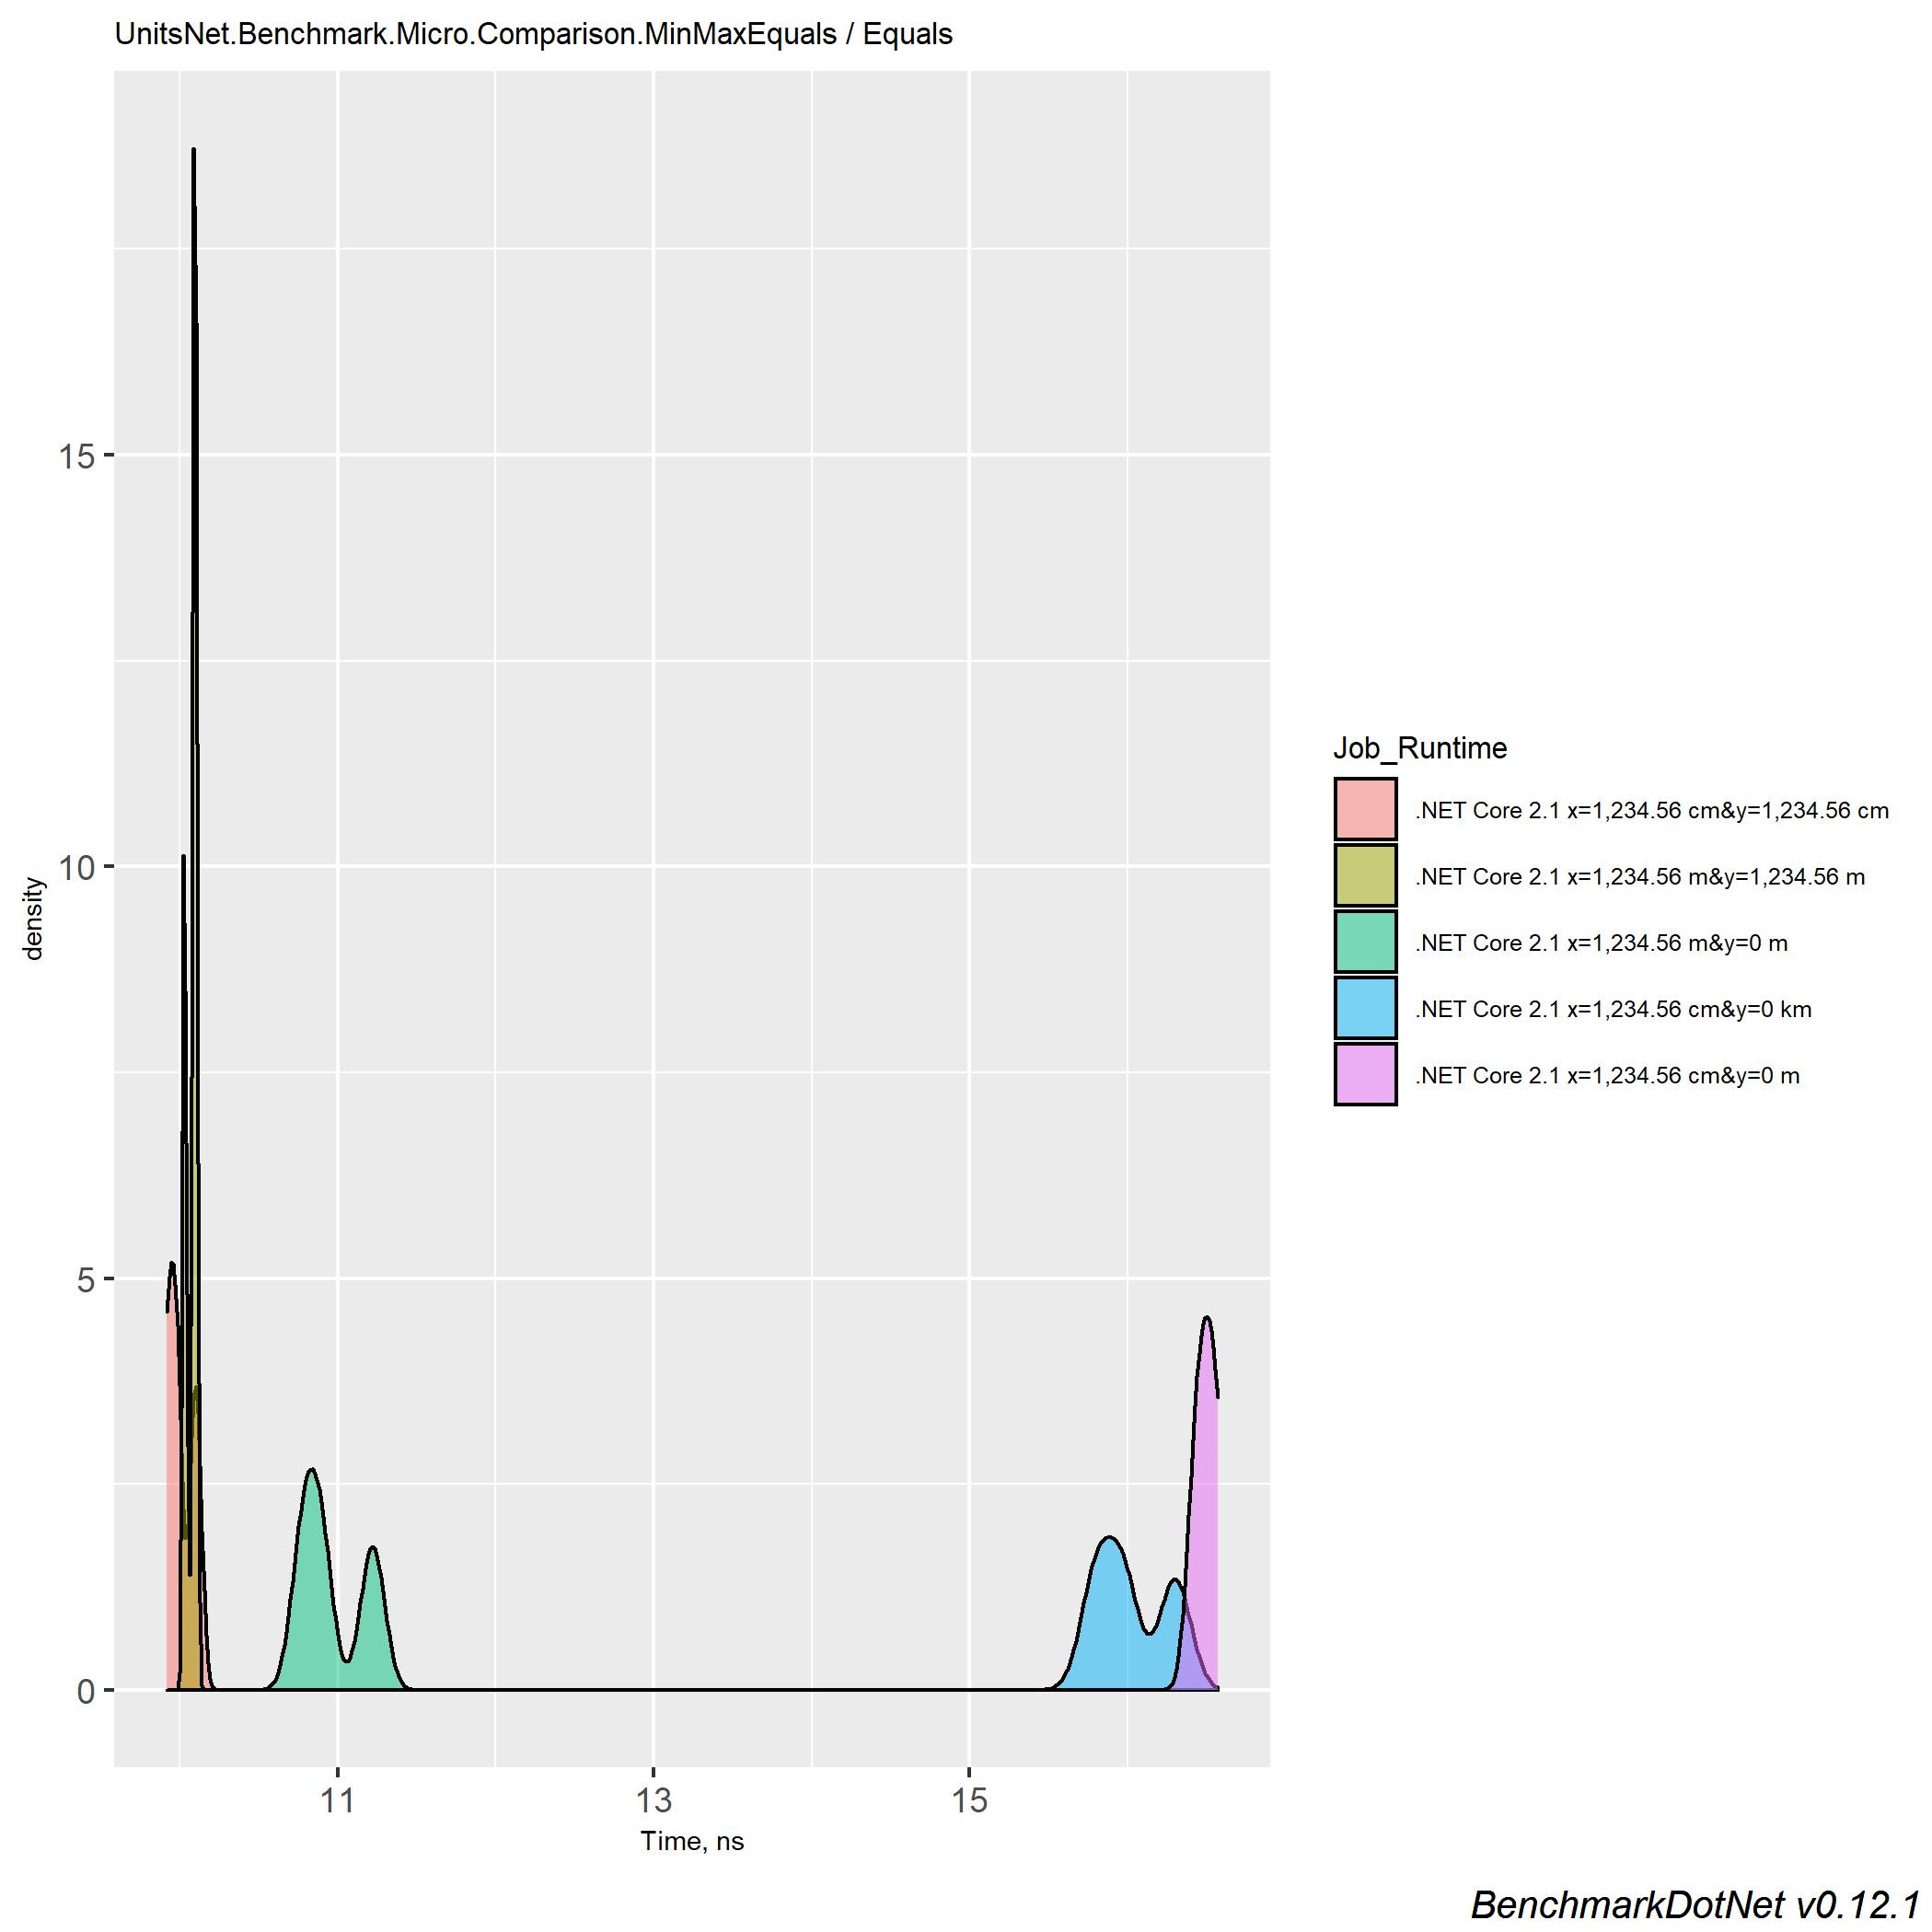 UnitsNet.Benchmark.Micro.Comparison.MinMaxEquals / Equals
15
10
5
0
density
11 13 15
Time, ns
Job_Runtime
.NET Core 2.1 x=1,234.56 cm&y=1,234.56 cm
.NET Core 2.1 x=1,234.56 m&y=1,234.56 m
.NET Core 2.1 x=1,234.56 m&y=0 m
.NET Core 2.1 x=1,234.56 cm&y=0 km
.NET Core 2.1 x=1,234.56 cm&y=0 m
BenchmarkDotNet v0.12.1